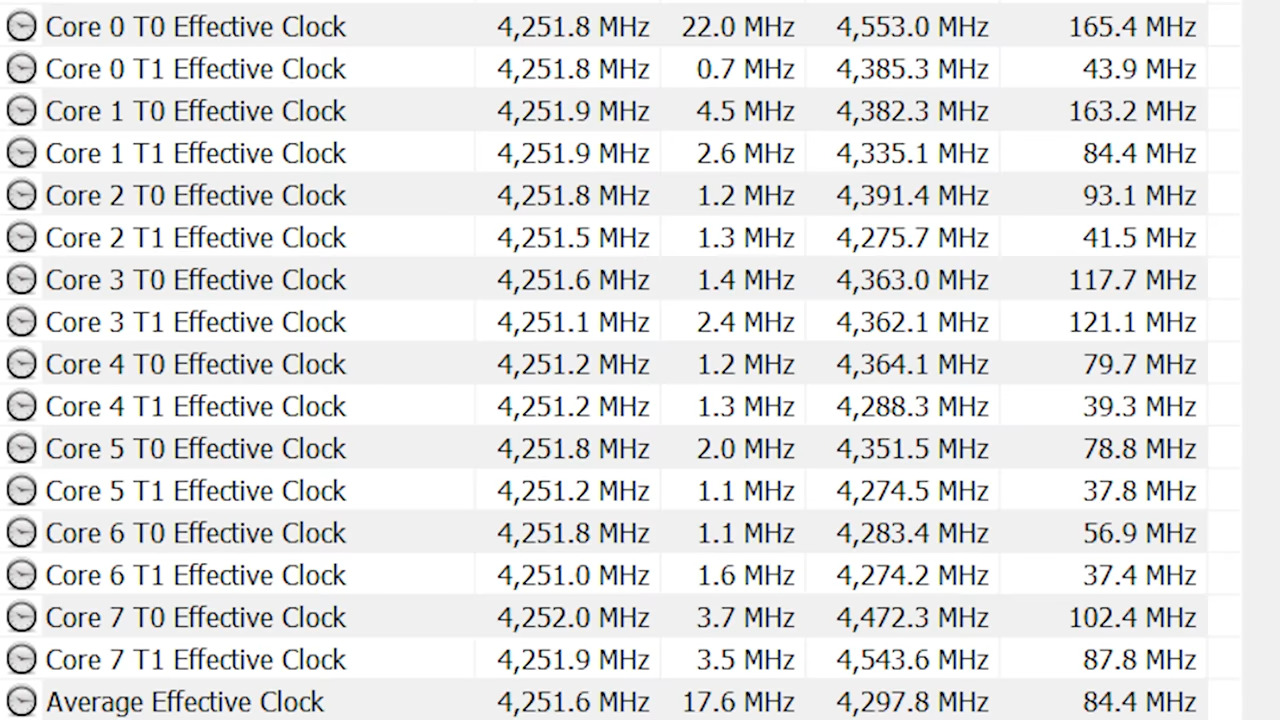 Core 0 T0 Effective Clock 4,251.8 MHz 22.0 MHz 4,553.0 MHz 165.4 MHz
Core 0 T1 Effective Clock 4,251.8 MHz 0.7 MHz 4,385.3 MHz 43.9 MHz
Core 1 T0 Effective Clock 4,251.9 MHz 4.5 MHz 4,382.3 MHz 163.2 MHz
Core 1 T1 Effective Clock 4,251.9 MHz 2.6 MHz 4,335.1 MHz 84.4 MHz
Core 2 T0 Effective Clock 4,251.8 MHz 1.2 MHz 4,391.4 MHz 93.1 MHz
Core 2 T1 Effective Clock 4,251.5 MHz 1.3 MHz 4,275.7 MHz 41.5 MHz
Core 3 T0 Effective Clock 4,251.6 MHz 1.4 MHz 4,363.0 MHz 117.7 MHz
Core 3 T1 Effective Clock 4,251.1 MHz 2.4 MHz 4,362.1 MHz 121.1 MHz
Core 4 T0 Effective Clock 4,251.2 MHz 1.2 MHz 4,364.1 MHz 79.7 MHz
Core 4 T1 Effective Clock 4,251.2 MHz 1.3 MHz 4,288.3 MHz 39.3 MHz
Core 5 T0 Effective Clock 4,251.8 MHz 2.0 MHz 4,351.5 MHz 78.8 MHz
Core 5 T1 Effective Clock 4,251.2 MHz 1.1 MHz 4,274.5 MHz 37.8 MHz
Core 6 T0 Effective Clock 4,251.8 MHz 1.1 MHz 4,283.4 MHz 56.9 MHz
Core 6 T1 Effective Clock 4,251.0 MHz 1.6 MHz 4,274.2 MHz 37.4 MHz
Core 7 T0 Effective Clock 4,252.0 MHz 3.7 MHz 4,472.3 MHz 102.4 MHz
Core 7 T1 Effective Clock 4,251.9 MHz 3.5 MHz 4,543.6 MHz 87.8 MHz
Average Effective Clock 4,251.6 MHz 17.6 MHz 4,297.8 MHz 84.4 MHz